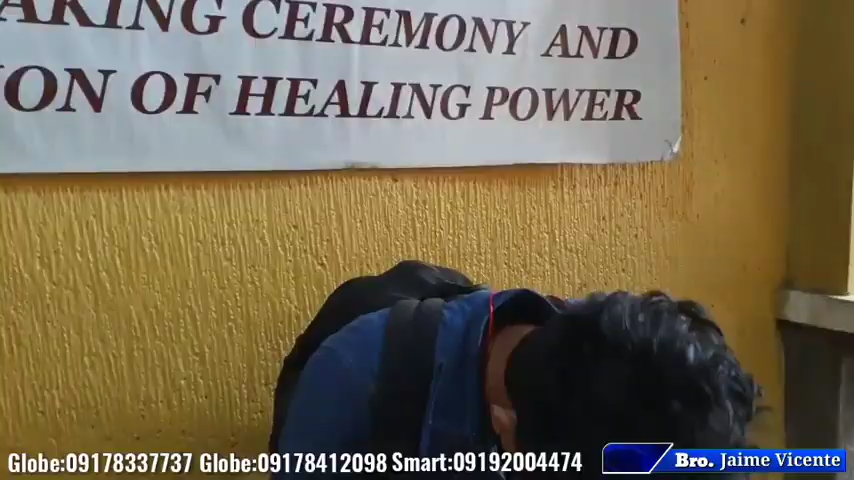 AKING CEREMONY AND
ON OF HEALING POWER
Globe:09178337737 Globe:09178412098 Smart:09192004474
Bro. Jaime Vicente